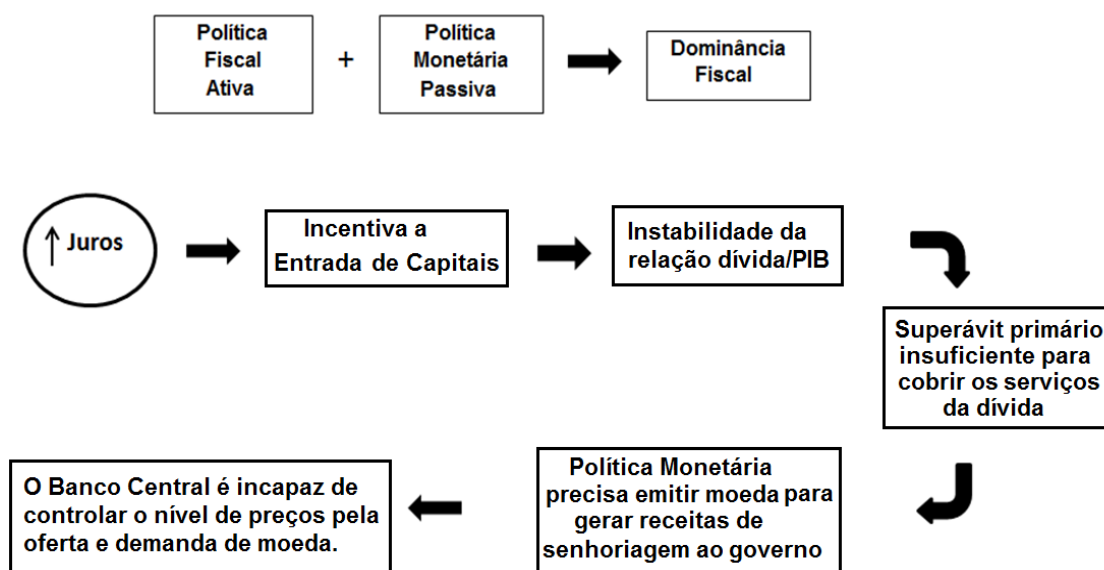 Política
Fiscal
Ativa
+
Política
Monetária
Passiva
Dominância
Fiscal
↑ Juros
Incentiva a
Entrada de Capitais
Instabilidade da
relação dívida/PIB
Superávit primário
insuficiente para
cobrir os serviços
da dívida
Política Monetária
precisa emitir moeda para
gerar receitas de
senhoriagem ao governo
O Banco Central é incapaz de
controlar o nível de preços pela
oferta e demanda de moeda.